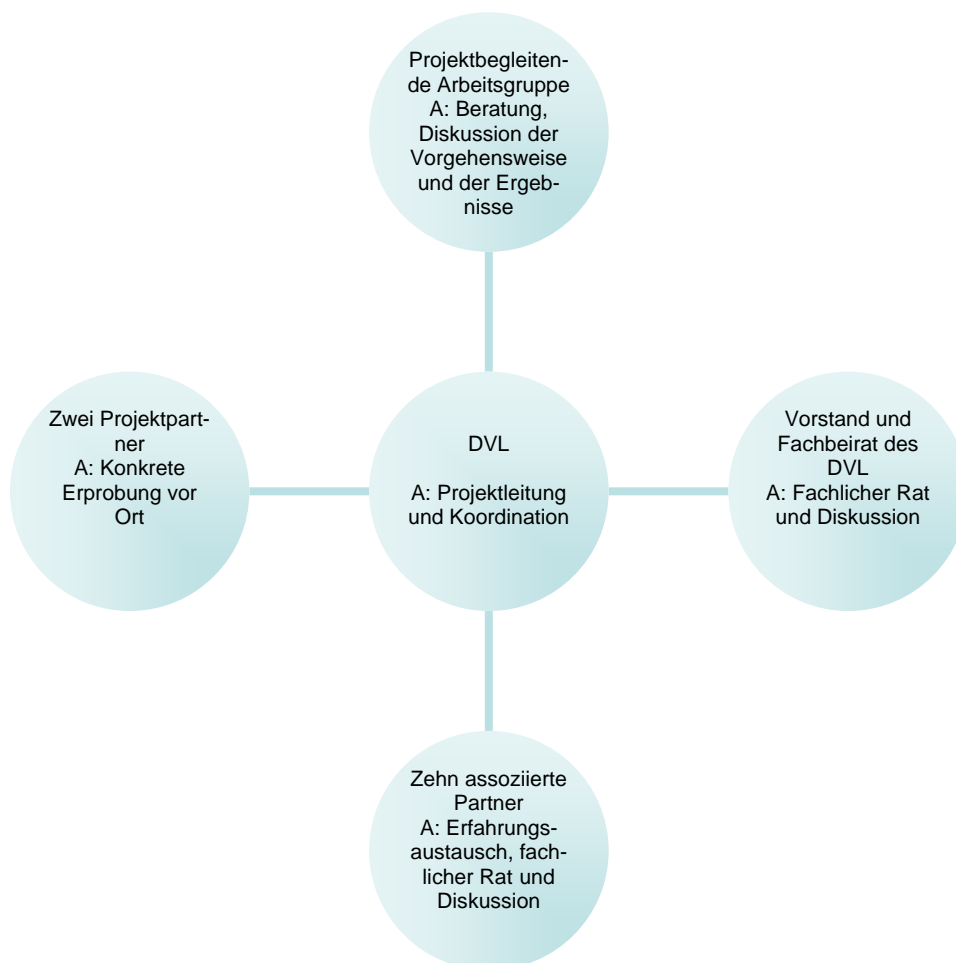 Projektbegleiten-
de Arbeitsgruppe
A: Beratung,
Diskussion der
Vorgehensweise
und der Ergeb-
nisse
Zwei Projektpart-
ner
A: Konkrete
Erprobung vor
Ort
DVL
A: Projektleitung
und Koordination
Vorstand und
Fachbeirat des
DVL
A: Fachlicher Rat
und Diskussion
Zehn assoziierte
Partner
A: Erfahrungs-
austausch, fach-
licher Rat und
Diskussion